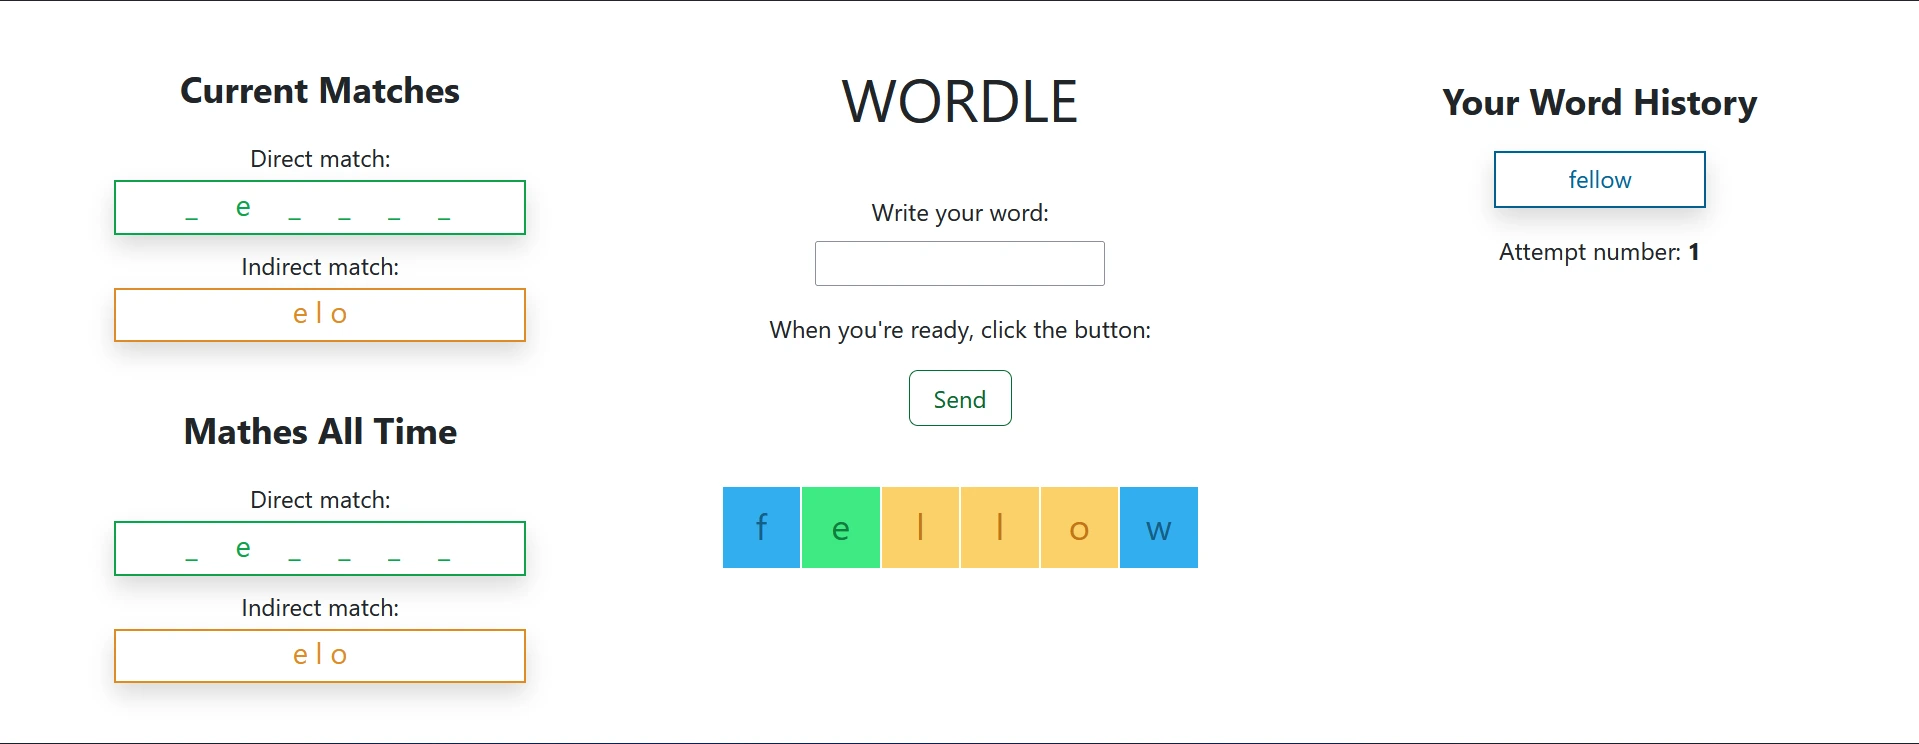 Current Matches
Direct match:
_ e _ _ _ _
Indirect match:
e l o
Mathes All Time
Direct match:
_ e _ _ _ _
Indirect match:
e l o
WORDLE
Write your word:
When you're ready, click the button:
Send
f e l l o w
Your Word History
fellow
Attempt number: 1